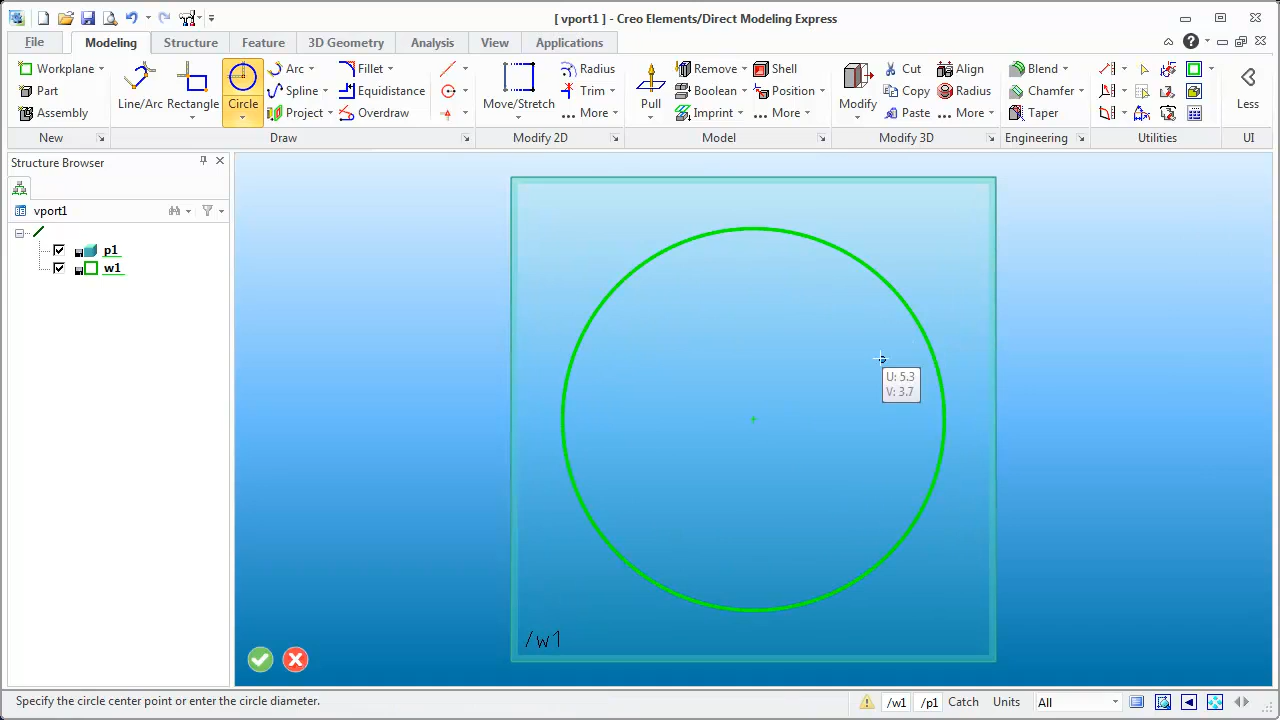 [ vport1 ] - Creo Elements/Direct Modeling Express
File Modeling Structure Feature 3D Geometry Analysis View Applications
Workplane Arc Fillet Radius Remove Shell Cut Align Blend
Line/Arc Rectangle Circle Move/Stretch Pull Modify Less
Part Spline Equidistance Trim Boolean Position Copy Radius Chamfer
Assembly Project Overdraw More Imprint More Paste More Taper
New Draw Modify 2D Model Modify 3D Engineering Utilities UI
Structure Browser
vport1
p1
w1
U: 5.3
V: 3.7
/w1
Specify the circle center point or enter the circle diameter.
/w1 /p1 Catch Units All